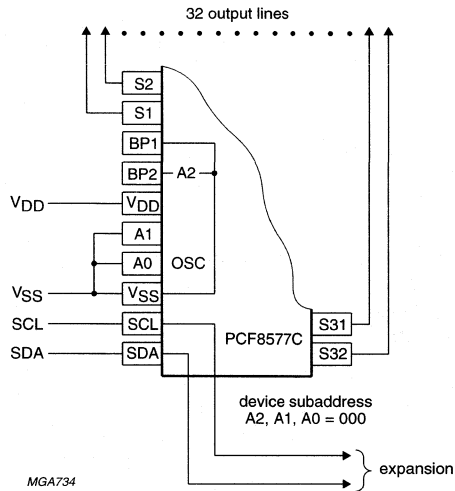 32 output lines
S2
S1
BP1
BP2 A2
VDD VDD
A1
A0 OSC
VSS VSS
SCL SCL
SDA SDA
PCF8577C
S31
S32
device subaddress
A2, A1, A0 = 000
expansion
MGA734